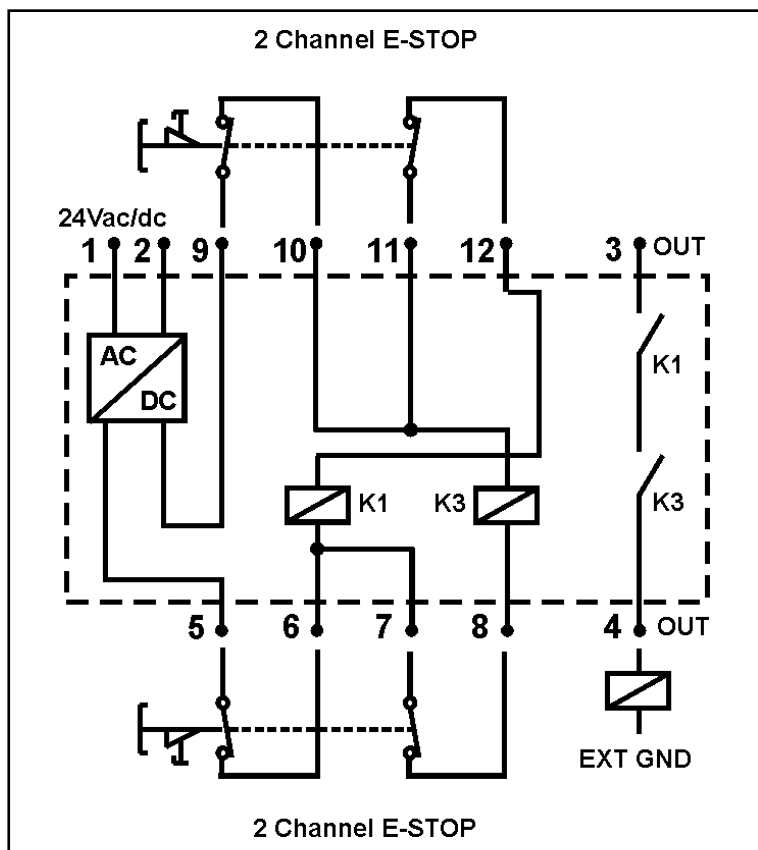 2 Channel E-STOP
24Vac/dc
1 2 9 10 11 12 3 OUT
AC
DC
K1
K1 K3
K3
5 6 7 8 4 OUT
EXT GND
2 Channel E-STOP